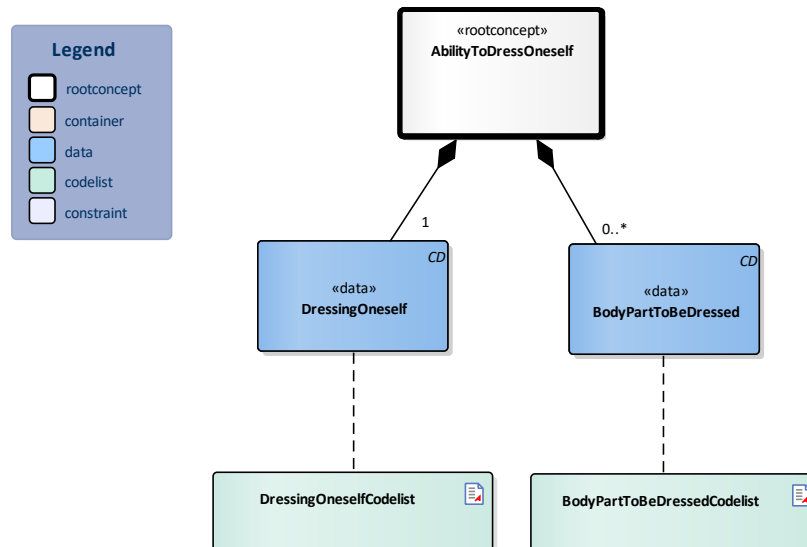 Legend
rootconcept
container
data
codelist
constraint
«rootconcept»
AbilityToDressOneself
1
0..*
CD
«data»
DressingOneself
CD
«data»
BodyPartToBeDressed
DressingOneselfCodelist
BodyPartToBeDressedCodelist